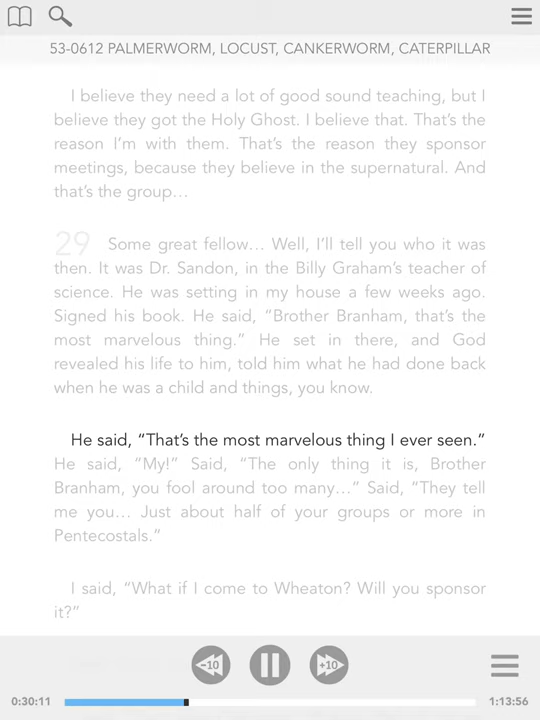 53-0612 PALMERWORM, LOCUST, CANKERWORM, CATERPILLAR
I believe they need a lot of good sound teaching, but I
believe they got the Holy Ghost. I believe that. That’s the
reason I’m with them. That’s the reason they sponsor
meetings, because they believe in the supernatural. And
that’s the group…
29 Some great fellow… Well, I’ll tell you who it was
then. It was Dr. Sandon, in the Billy Graham’s teacher of
science. He was setting in my house a few weeks ago.
Signed his book. He said, “Brother Branham, that’s the
most marvelous thing.” He set in there, and God
revealed his life to him, told him what he had done back
when he was a child and things, you know.
He said, “That’s the most marvelous thing I ever seen.”
He said, “My!” Said, “The only thing it is, Brother
Branham, you fool around too many…” Said, “They tell
me you… Just about half of your groups or more in
Pentecostals.”
I said, “What if I come to Wheaton? Will you sponsor
it?”
-10
+10
0:30:11
1:13:56